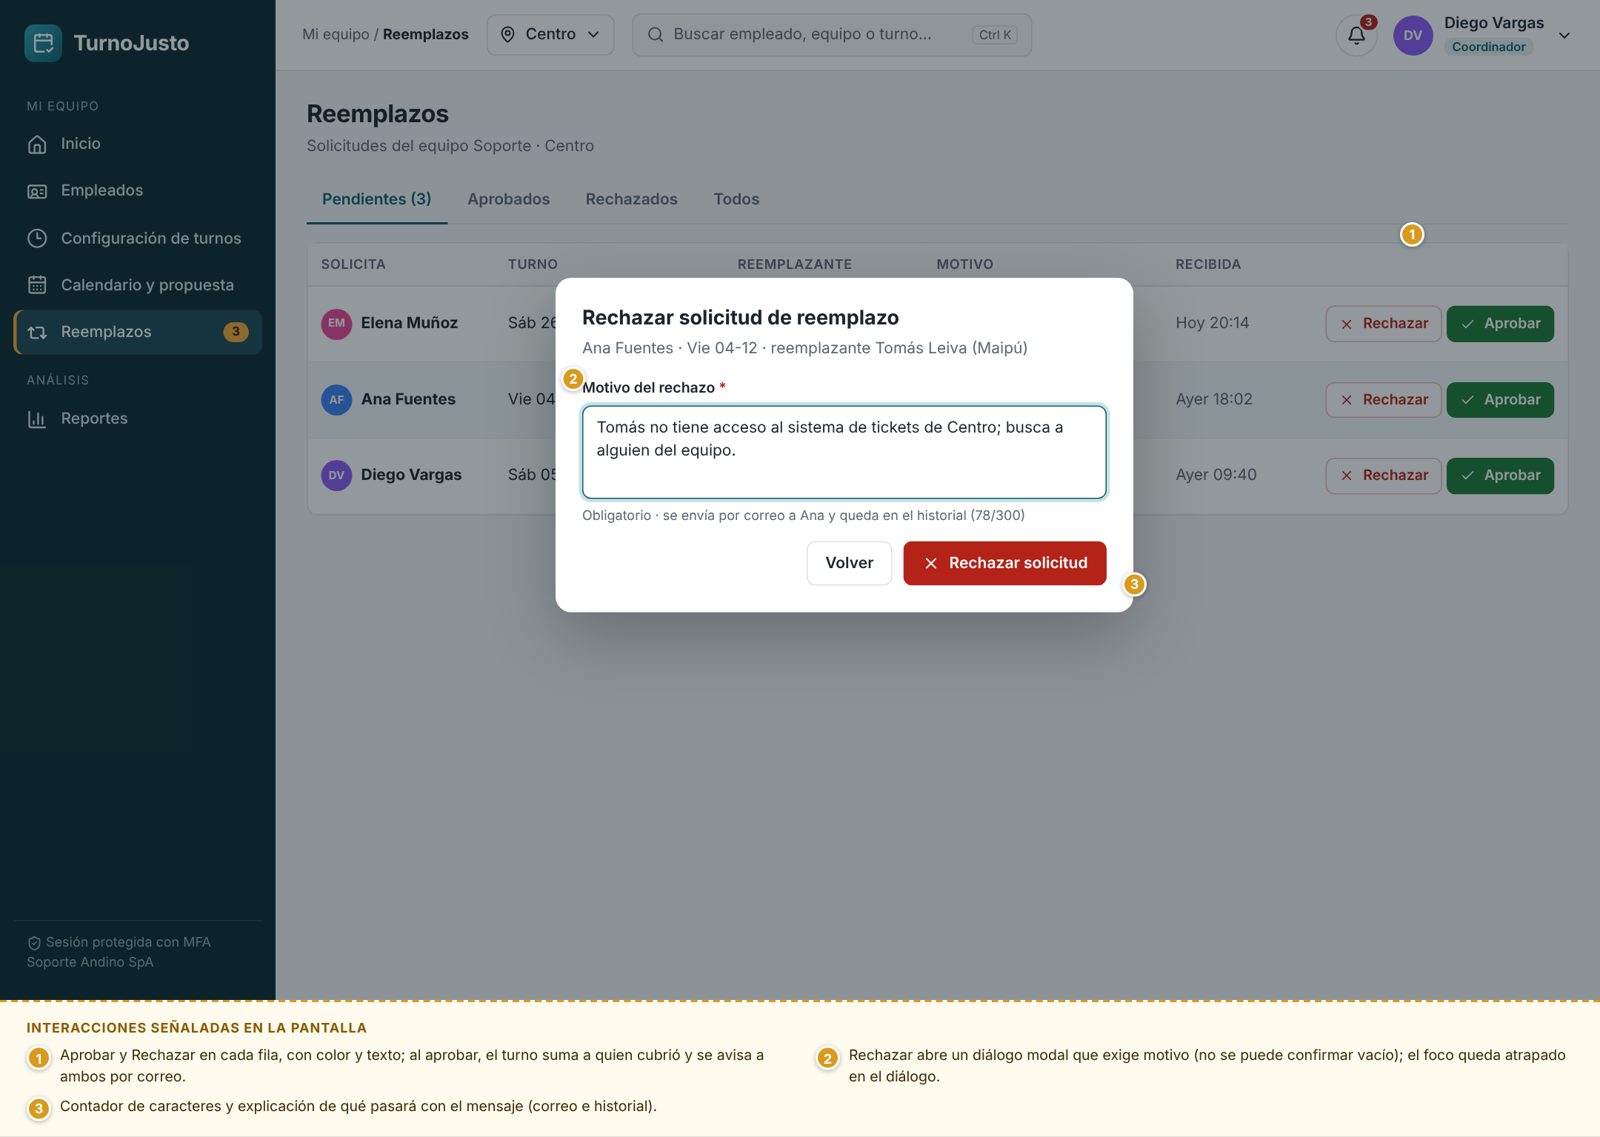 TurnoJusto
MI EQUIPO
Inicio
Empleados
Configuración de turnos
Calendario y propuesta
Reemplazos 3
ANÁLISIS
Reportes
Sesión protegida con MFA
Soporte Andino SpA
Mi equipo / Reemplazos
Centro
Buscar empleado, equipo o turno... Ctrl K
3
DV
Diego Vargas
Coordinador
Reemplazos
Solicitudes del equipo Soporte · Centro
Pendientes (3) Aprobados Rechazados Todos
1
SOLICITA TURNO REEMPLAZANTE MOTIVO RECIBIDA
EM Elena Muñoz Sáb 26 Hoy 20:14 Rechazar Aprobar
AF Ana Fuentes Vie 04 Ayer 18:02 Rechazar Aprobar
DV Diego Vargas Sáb 05 Ayer 09:40 Rechazar Aprobar
Rechazar solicitud de reemplazo
Ana Fuentes · Vie 04-12 · reemplazante Tomás Leiva (Maipú)
2
Motivo del rechazo *
Tomás no tiene acceso al sistema de tickets de Centro; busca a
alguien del equipo.
Obligatorio · se envía por correo a Ana y queda en el historial (78/300)
Volver Rechazar solicitud
3
INTERACCIONES SEÑALADAS EN LA PANTALLA
1 Aprobar y Rechazar en cada fila, con color y texto; al aprobar, el turno suma a quien cubrió y se avisa a
ambos por correo.
2 Rechazar abre un diálogo modal que exige motivo (no se puede confirmar vacío); el foco queda atrapado
en el diálogo.
3 Contador de caracteres y explicación de qué pasará con el mensaje (correo e historial).